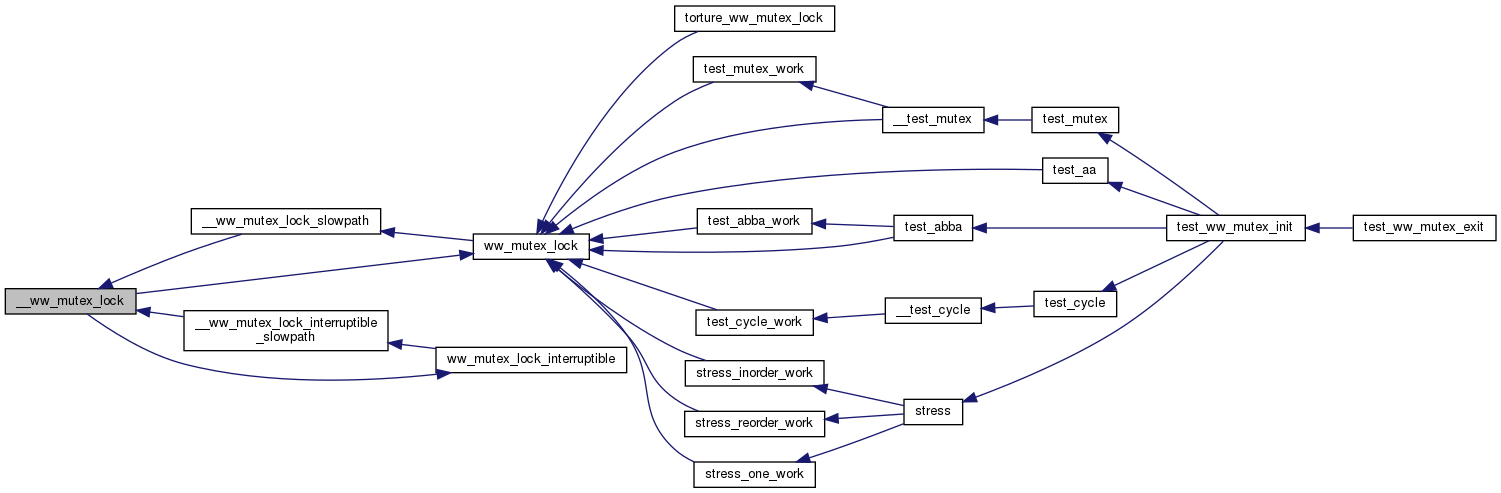 torture_ww_mutex_lock
test_mutex_work
__test_mutex
test_mutex
test_aa
__ww_mutex_lock_slowpath
test_abba_work
test_abba
test_ww_mutex_init
test_ww_mutex_exit
ww_mutex_lock
__ww_mutex_lock
__ww_mutex_lock_interruptible
_slowpath
test_cycle_work
__test_cycle
test_cycle
ww_mutex_lock_interruptible
stress_inorder_work
stress
stress_reorder_work
stress_one_work